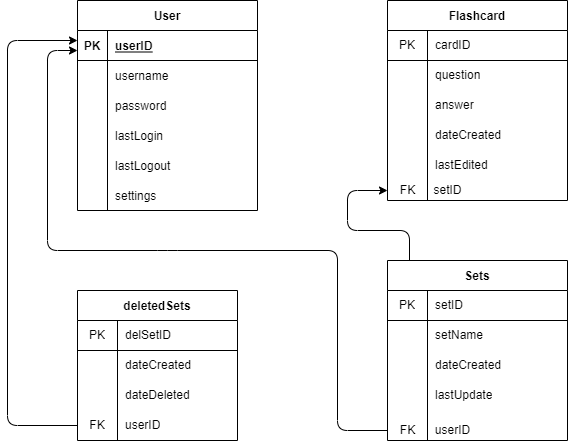 User
PK userID
username
password
lastLogin
lastLogout
settings
Flashcard
PK cardID
question
answer
dateCreated
lastEdited
FK setID
deletedSets
PK delSetID
dateCreated
dateDeleted
FK userID
Sets
PK setID
setName
dateCreated
lastUpdate
FK userID